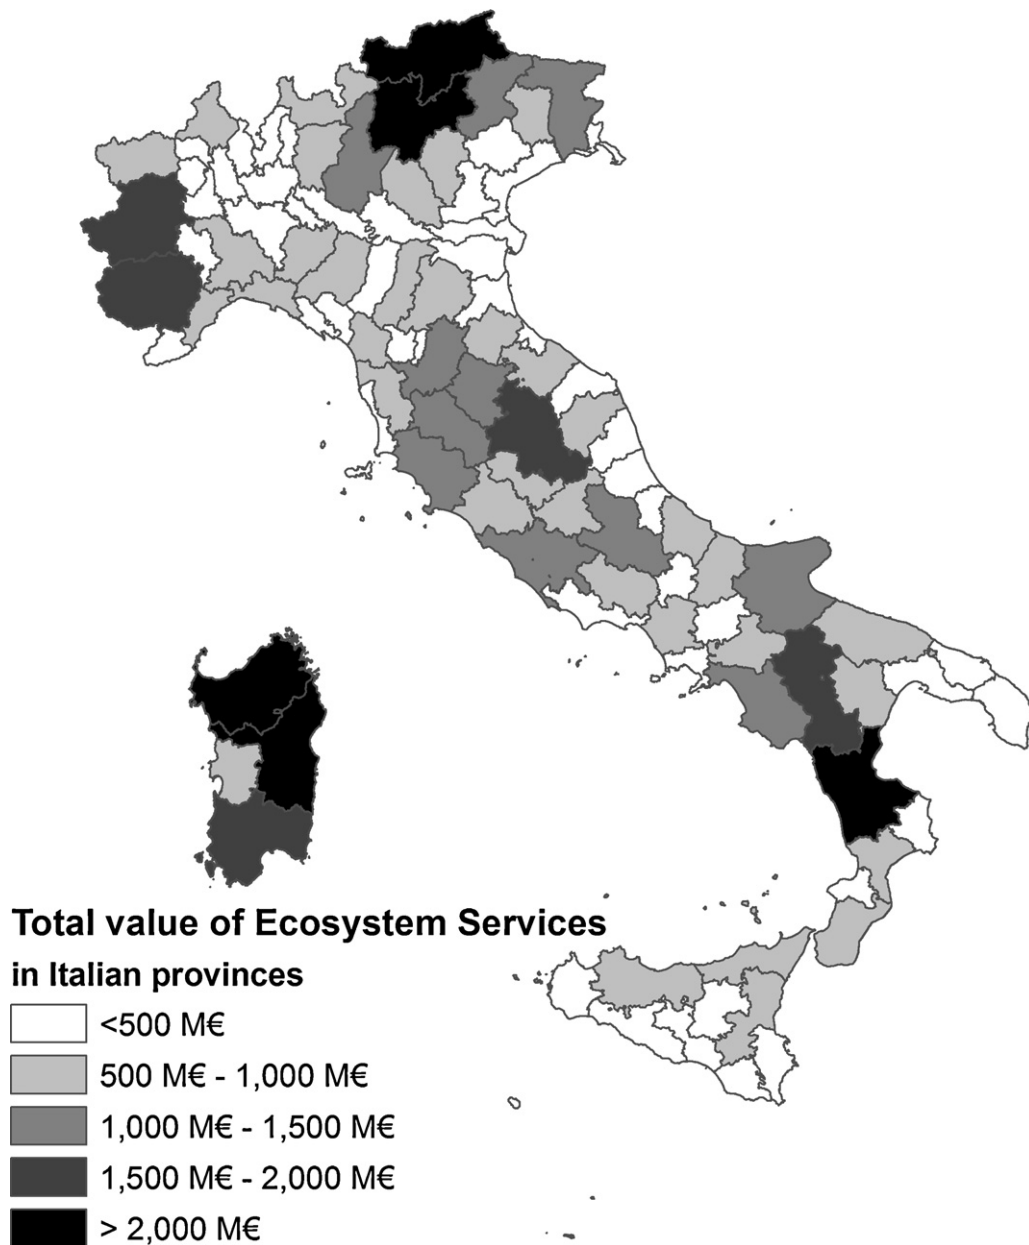 Total value of Ecosystem Services
in Italian provinces
<500 M€
500 M€ - 1,000 M€
1,000 M€ - 1,500 M€
1,500 M€ - 2,000 M€
> 2,000 M€